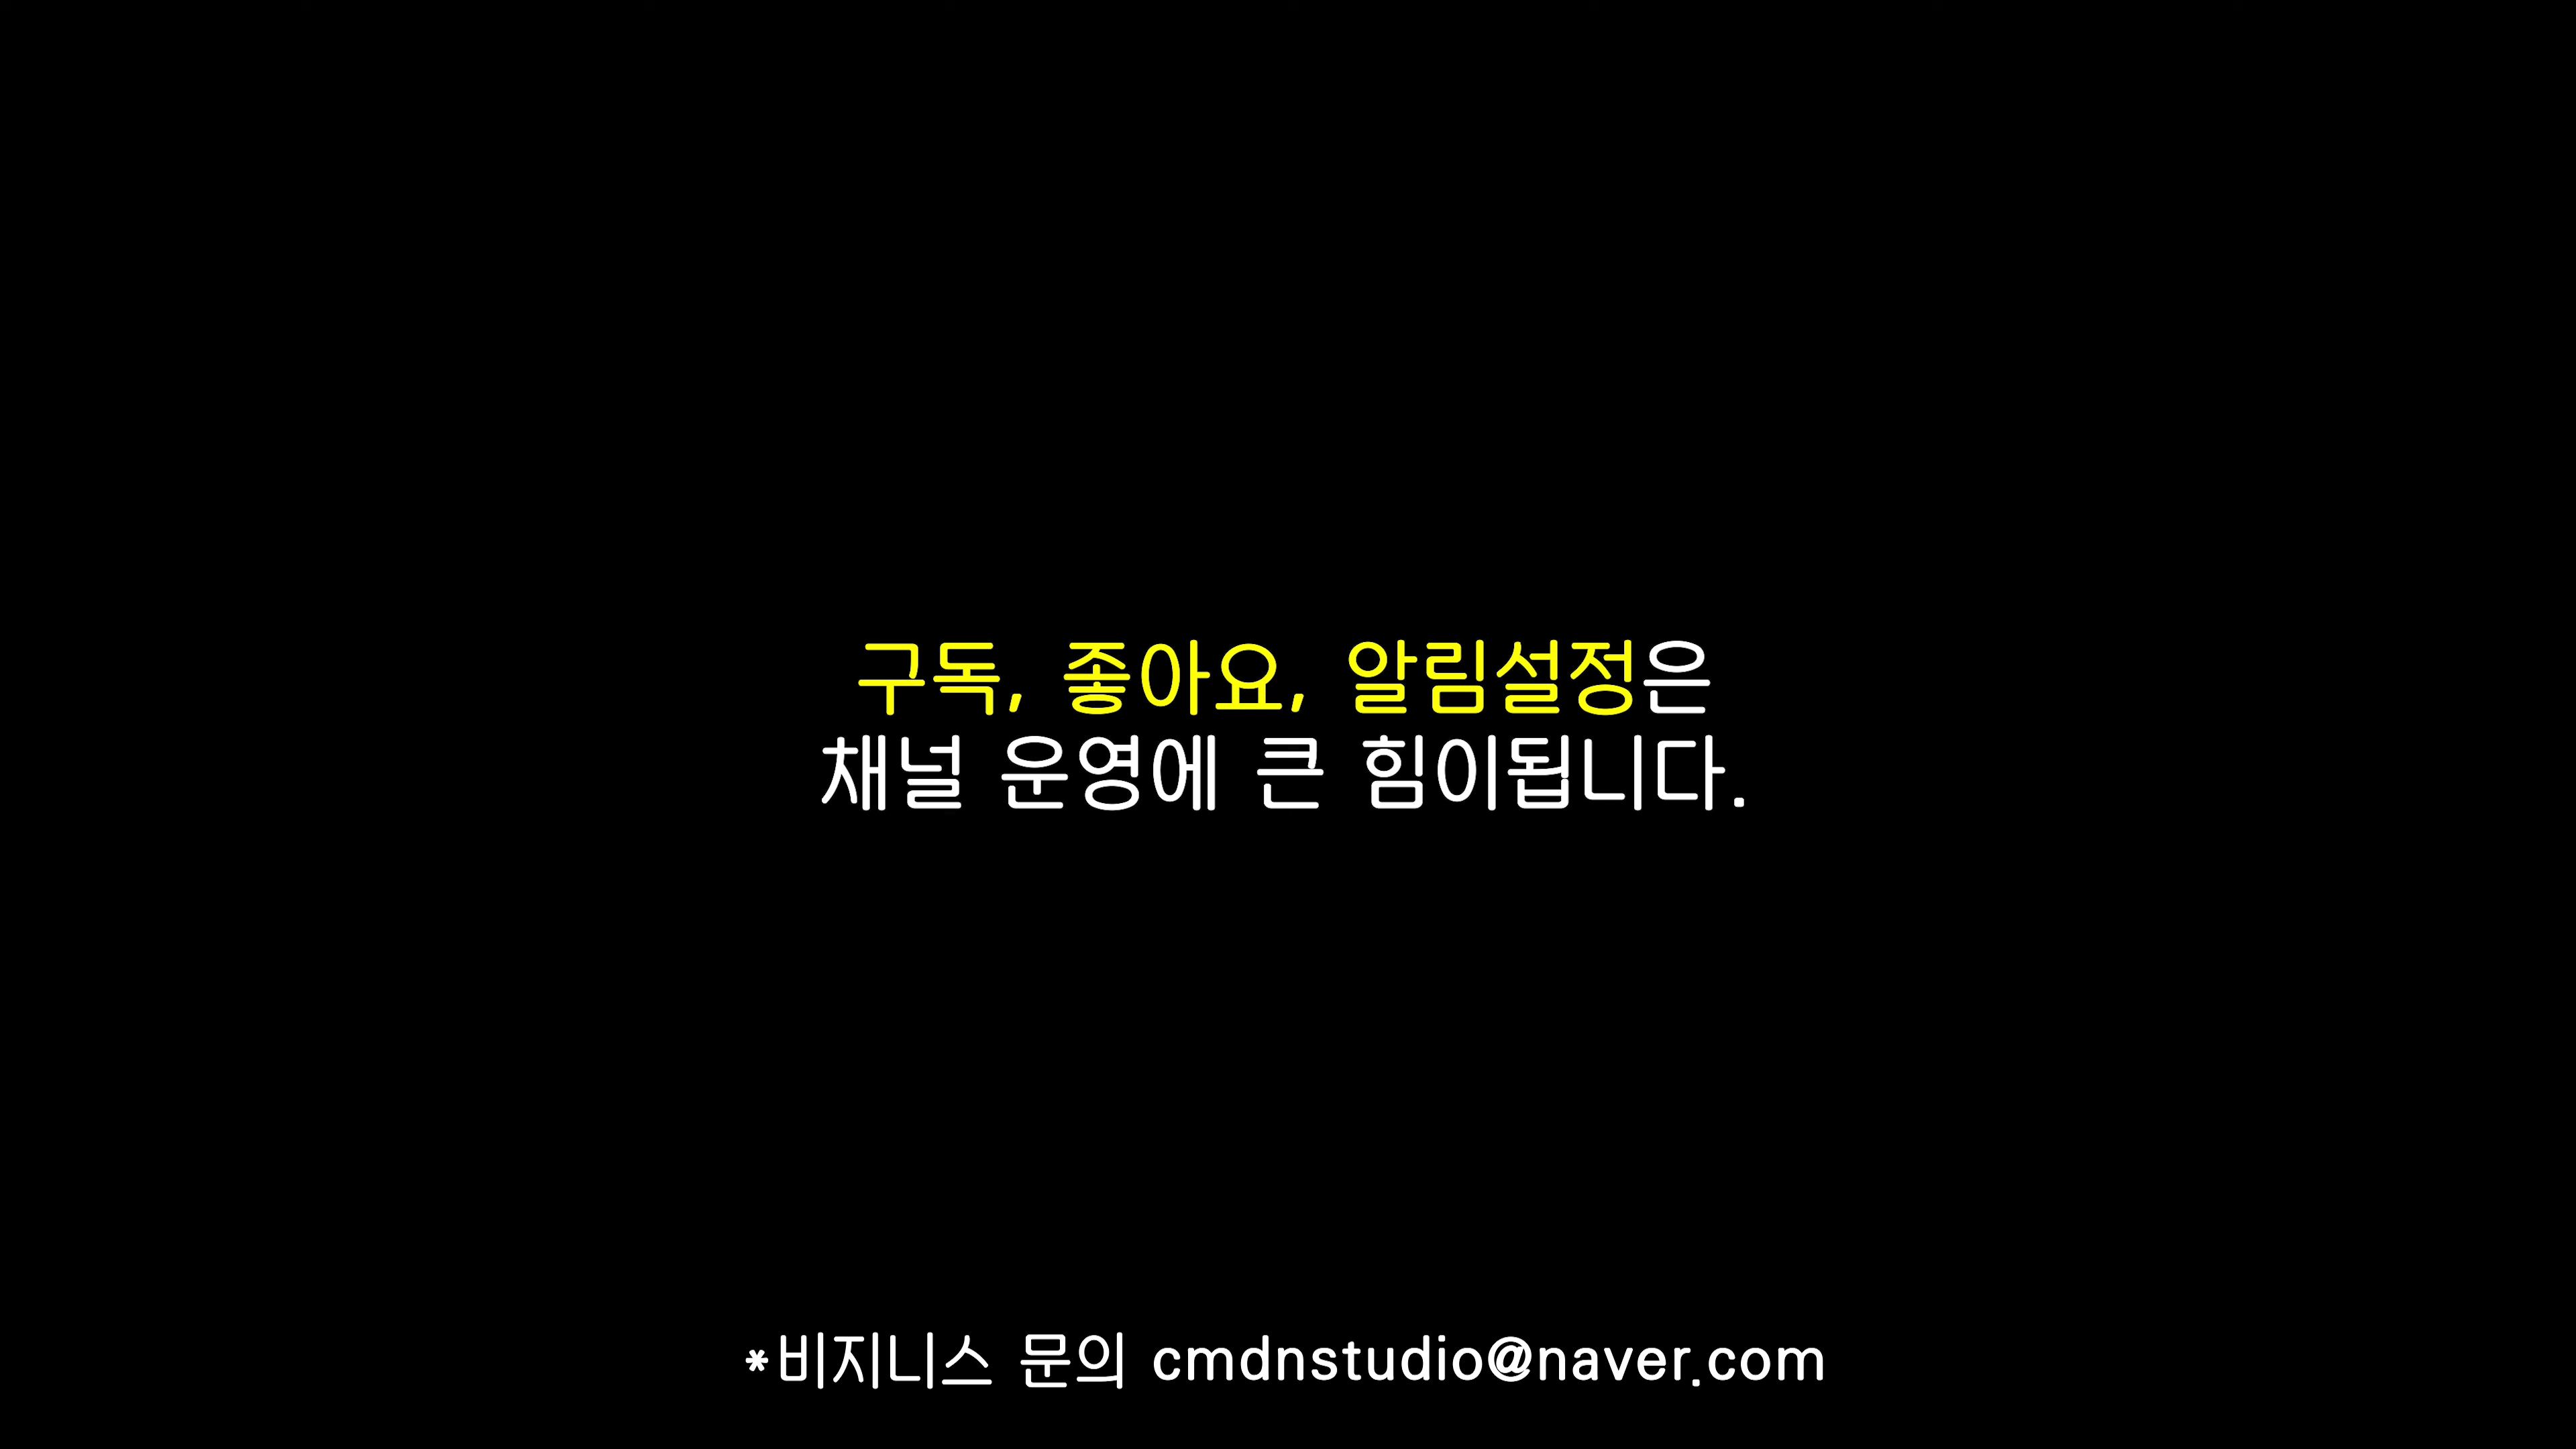 구독, 좋아요, 알림설정은
채널 운영에 큰 힘이됩니다.
*비지니스 문의 cmdnstudio@naver.com